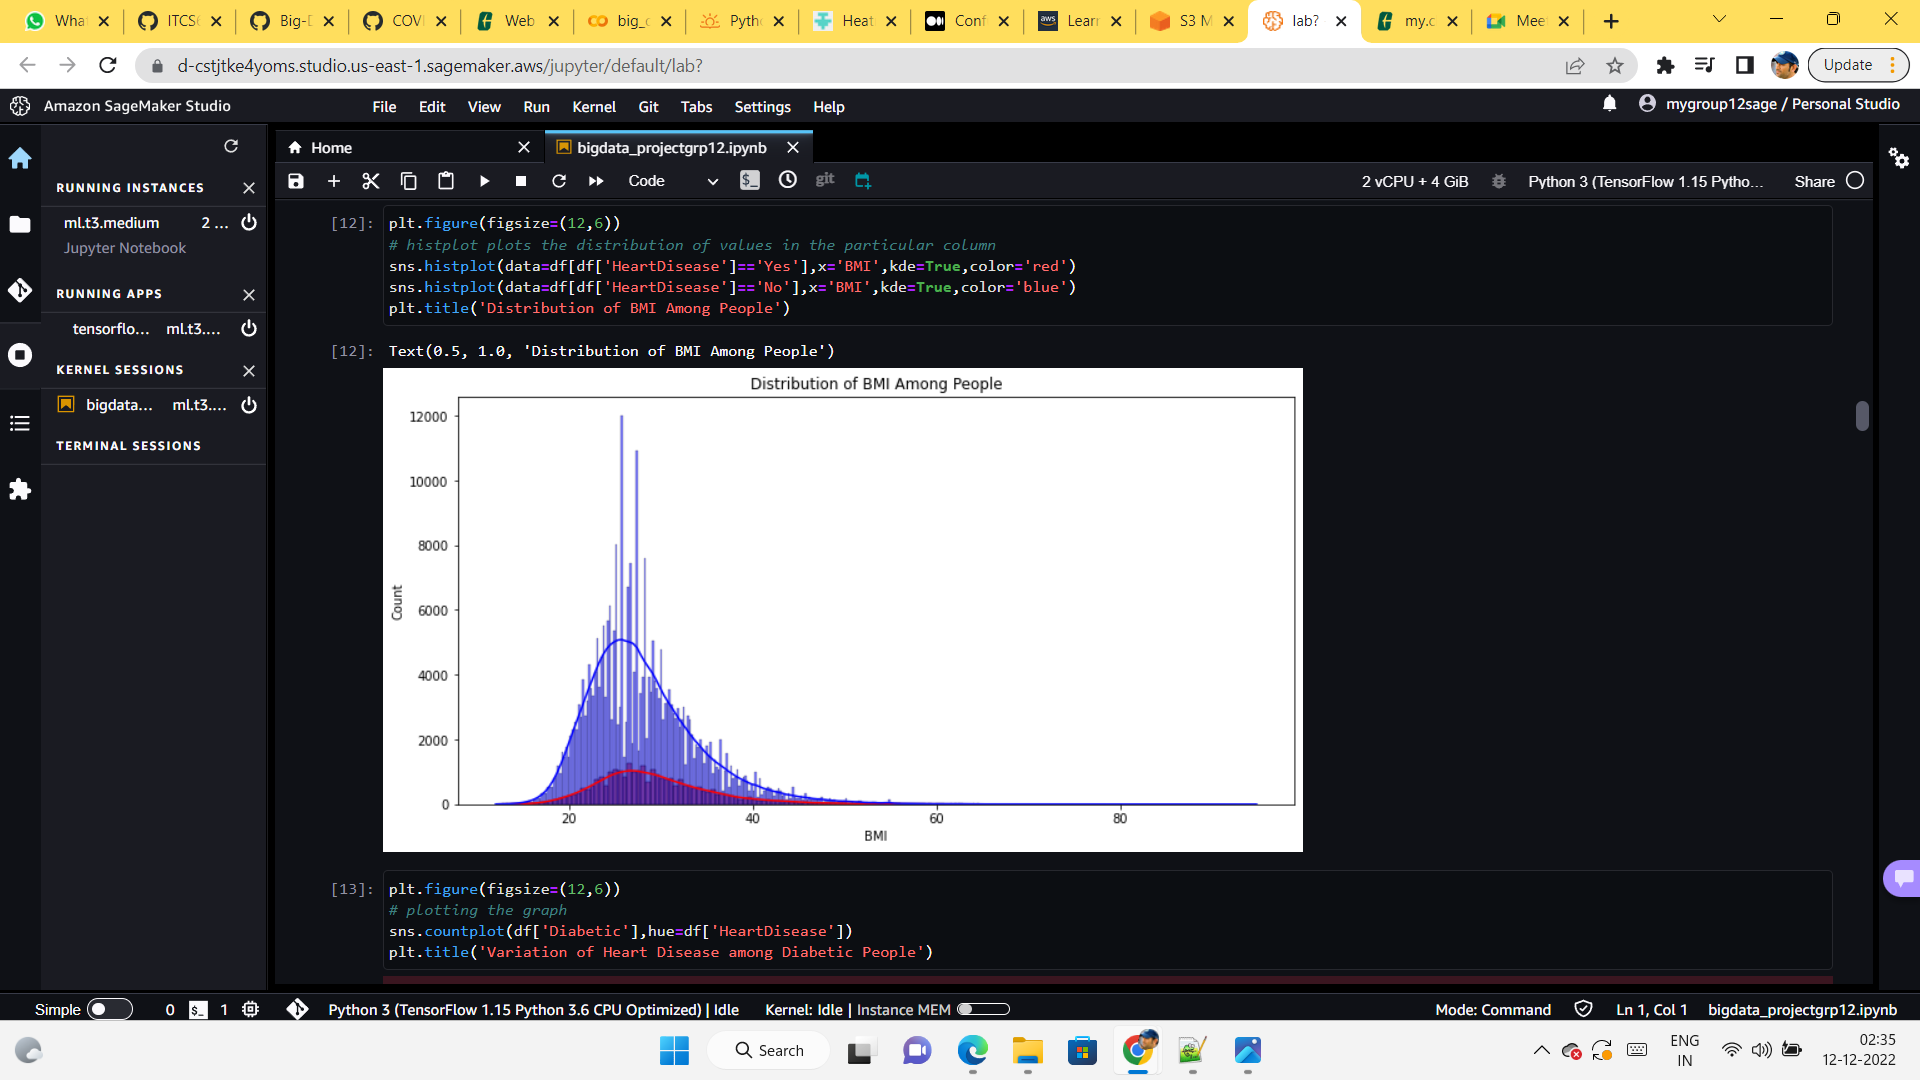 What
ITCS
Big-D
COVI
Web
big_c
Pytho
Heat
Conf
aws
Learn
S3 M
lab?
my.c
Meet
d-cstjtke4yoms.studio.us-east-1.sagemaker.aws/jupyter/default/lab?
Update
Amazon SageMaker Studio
File Edit View Run Kernel Git Tabs Settings Help
mygroup12sage / Personal Studio
Home
bigdata_projectgrp12.ipynb
Code
git
2 vCPU + 4 GiB
Python 3 (TensorFlow 1.15 Pytho...
Share
RUNNING INSTANCES
ml.t3.medium 2 ...
Jupyter Notebook
RUNNING APPS
tensorflo... ml.t3....
KERNEL SESSIONS
bigdata... ml.t3....
TERMINAL SESSIONS
[12]: plt.figure(figsize=(12,6))
# histplot plots the distribution of values in the particular column
sns.histplot(data=df[df['HeartDisease']=='Yes'],x='BMI',kde=True,color='red')
sns.histplot(data=df[df['HeartDisease']=='No'],x='BMI',kde=True,color='blue')
plt.title('Distribution of BMI Among People')
[12]: Text(0.5, 1.0, 'Distribution of BMI Among People')
Distribution of BMI Among People
12000
10000
8000
6000
4000
2000
0
Count
20 40 60 80
BMI
[13]: plt.figure(figsize=(12,6))
# plotting the graph
sns.countplot(df['Diabetic'],hue=df['HeartDisease'])
plt.title('Variation of Heart Disease among Diabetic People')
Simple 0 $_ 1 Python 3 (TensorFlow 1.15 Python 3.6 CPU Optimized) | Idle Kernel: Idle | Instance MEM
Mode: Command Ln 1, Col 1 bigdata_projectgrp12.ipynb
Search
ENG
IN
02:35
12-12-2022